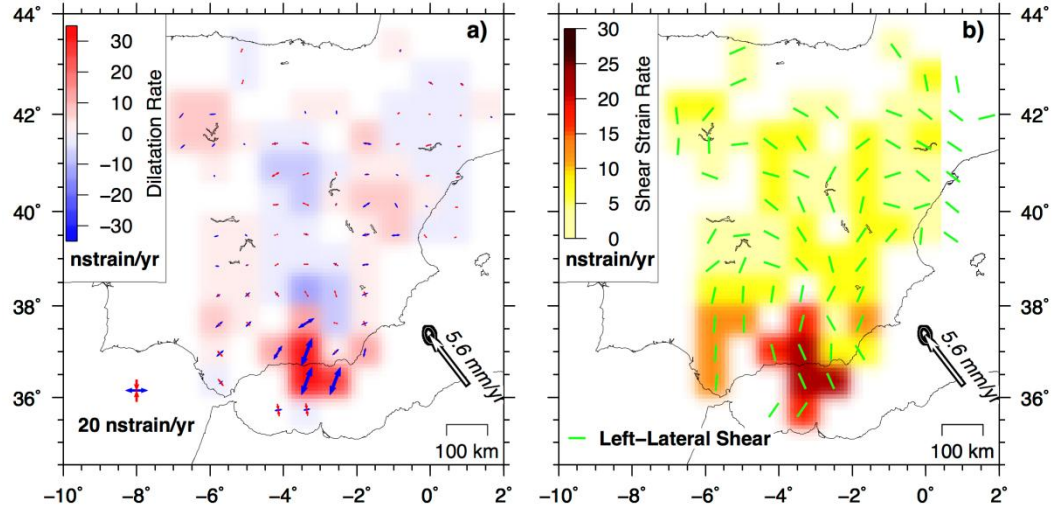 44°
42°
40°
38°
36°
30
20
10
0
−10
−20
−30
Dilatation Rate
nstrain/yr
a)
5.6 mm/yr
20 nstrain/yr
100 km
−10 −8 −6 −4 −2 0 2
30
25
20
15
10
5
0
Shear Strain Rate
nstrain/yr
b)
5.6 mm/yr
Left−Lateral Shear
100 km
44°
42°
40°
38°
36°
−10 −8 −6 −4 −2 0 2